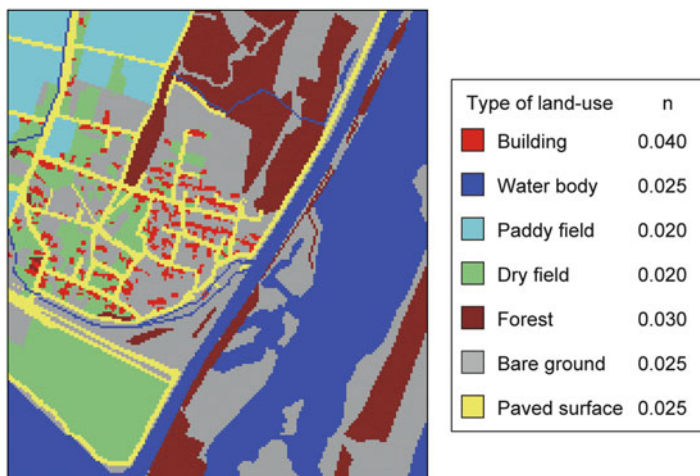 Type of land-use n
Building 0.040
Water body 0.025
Paddy field 0.020
Dry field 0.020
Forest 0.030
Bare ground 0.025
Paved surface 0.025